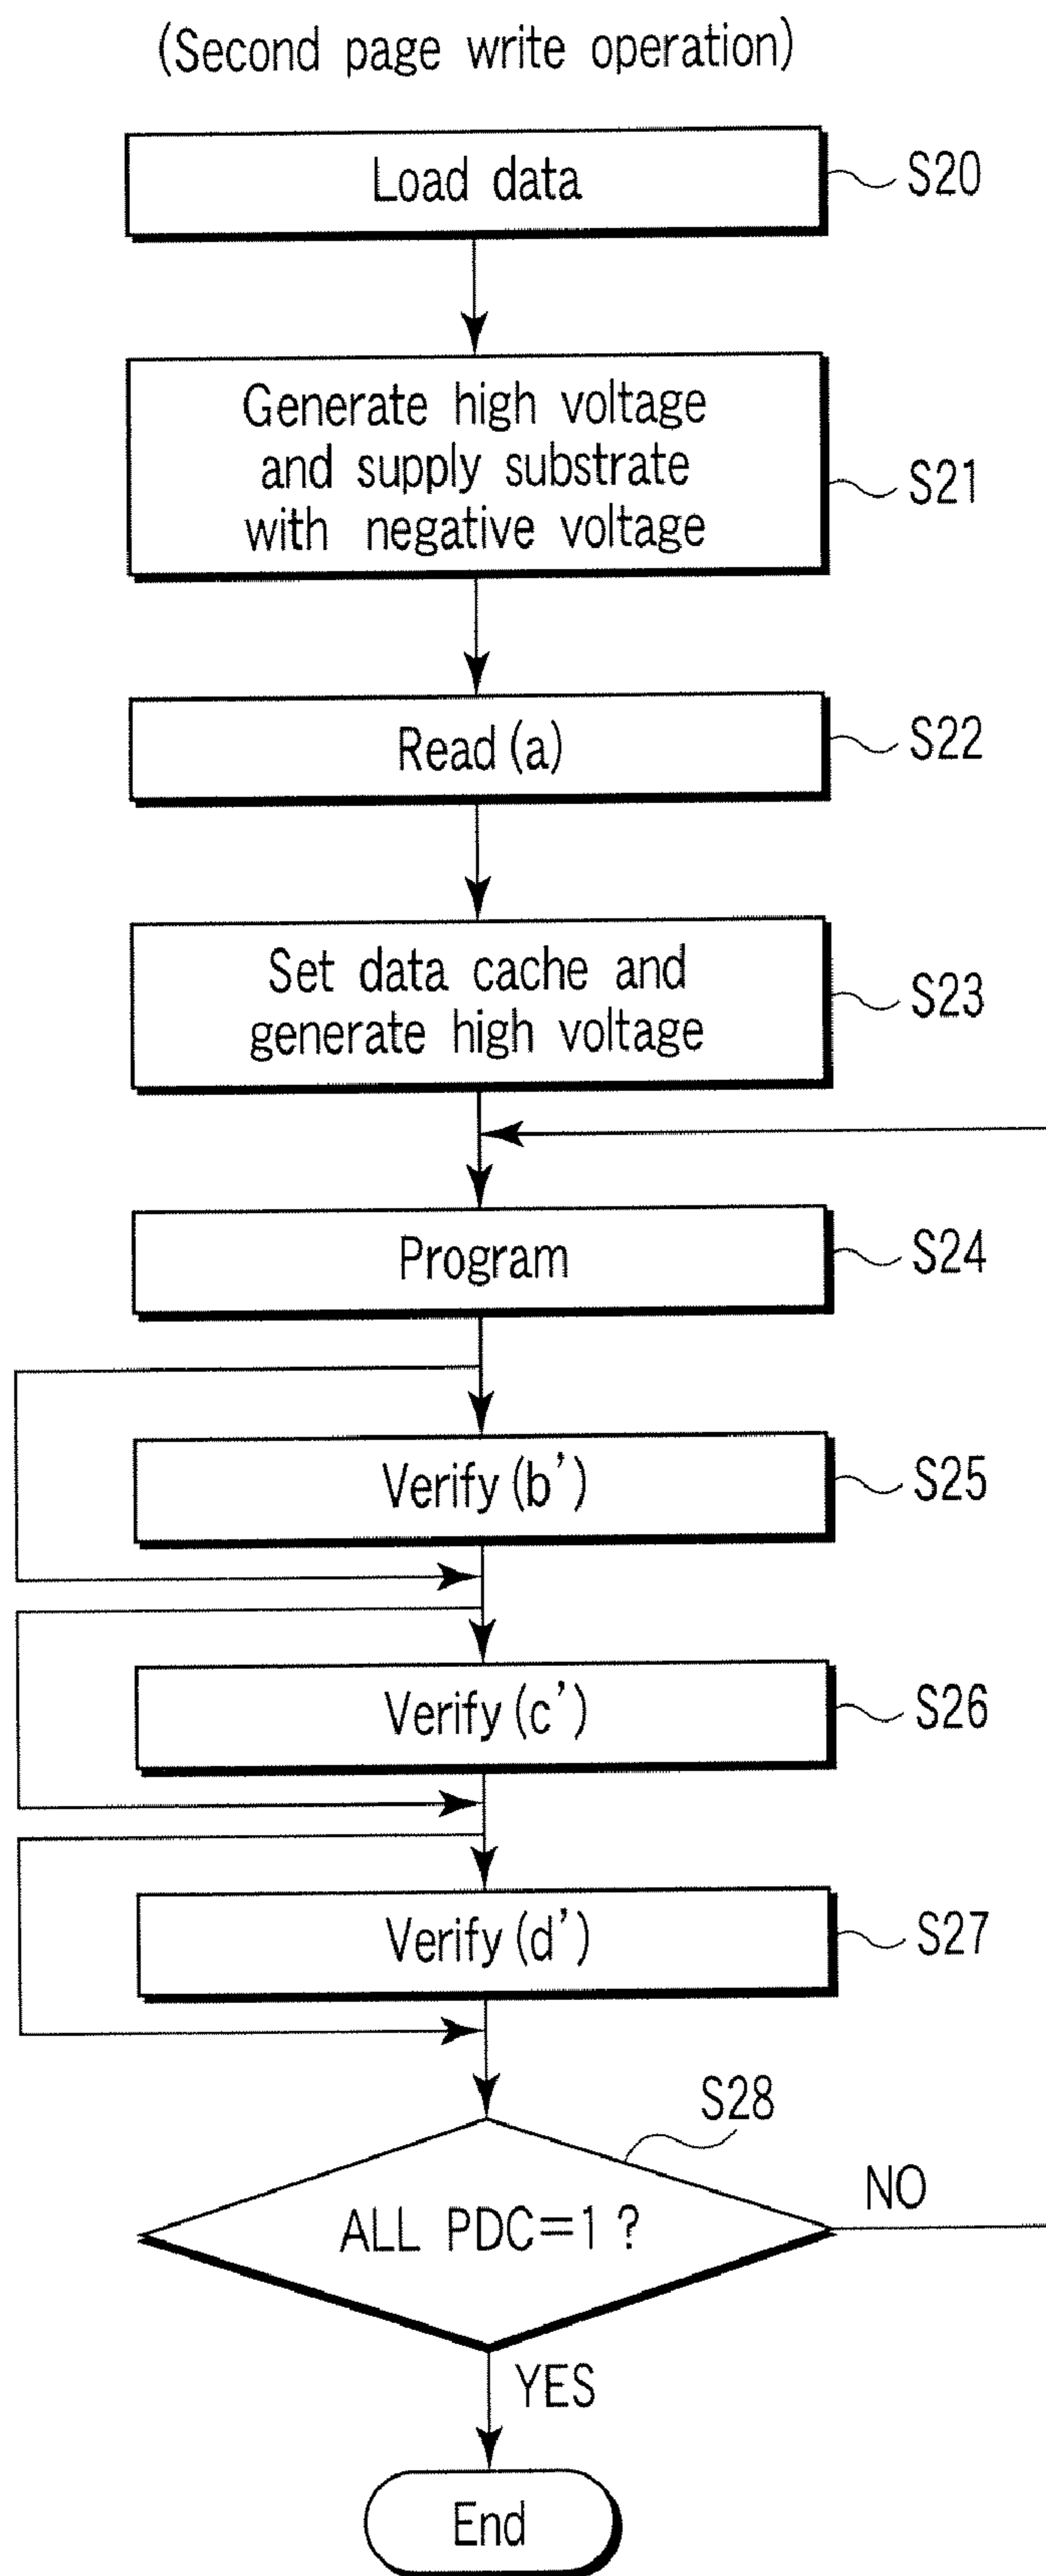 (Second page write operation)
Load data
S20
Generate high voltage
and supply substrate
with negative voltage
S21
Read(a)
S22
Set data cache and
generate high voltage
S23
Program
S24
Verify(b')
S25
Verify(c')
S26
Verify(d')
S27
S28
ALL PDC=1?
NO
YES
End